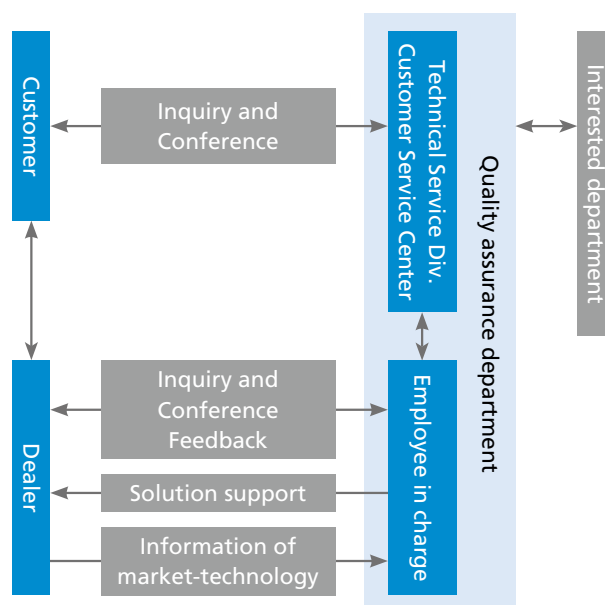 Customer
Inquiry and
Conference
Technical Service Div.
Customer Service Center
Quality assurance department
Interested department
Dealer
Inquiry and
Conference
Feedback
Solution support
Information of
market-technology
Employee in charge